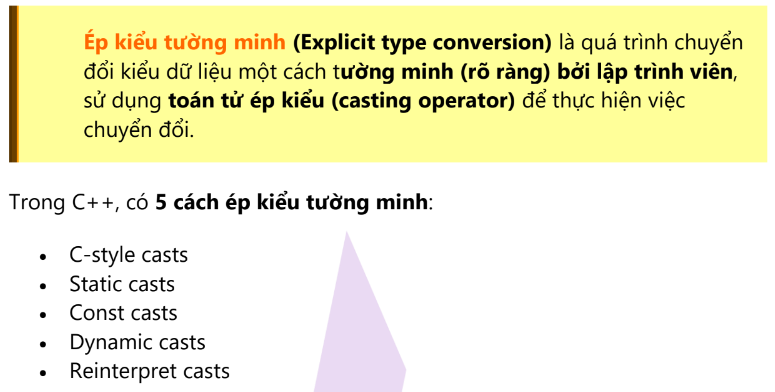 Ép kiểu tường minh (Explicit type conversion) là quá trình chuyển
đổi kiểu dữ liệu một cách tường minh (rõ ràng) bởi lập trình viên,
sử dụng toán tử ép kiểu (casting operator) để thực hiện việc
chuyển đổi.
Trong C++, có 5 cách ép kiểu tường minh:
• C-style casts
• Static casts
• Const casts
• Dynamic casts
• Reinterpret casts